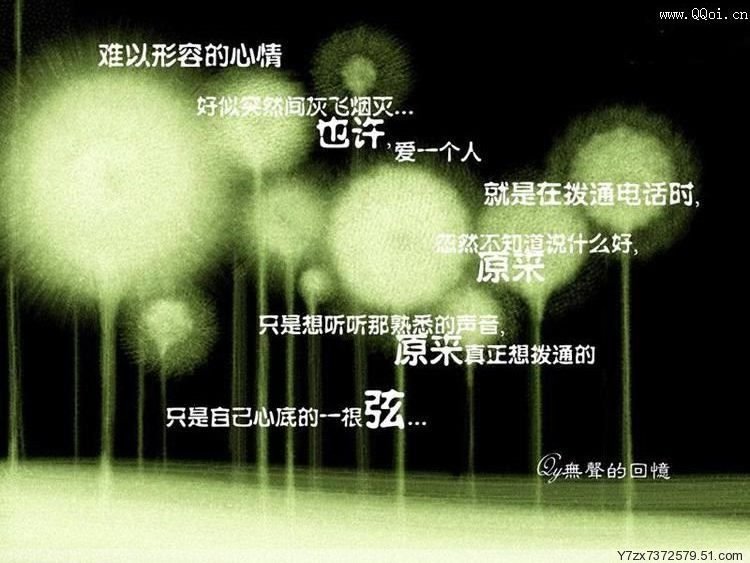 www.QQoi.cn
难以形容的心情
好似突然间灰飞烟灭...
也许,爱一个人
就是在拨通电话时,
忽然不知道说什么好,
原来
只是想听听那熟悉的声音,
原来真正想拨通的
只是自己心底的一根弦...
Qy無聲的回憶
Y7zx7372579.51.com